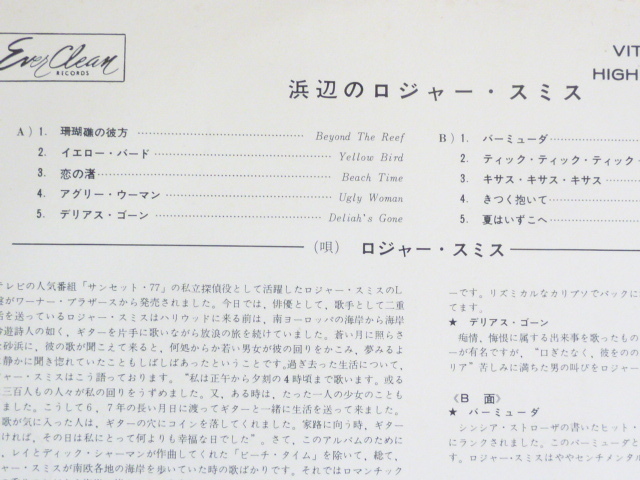 Ever Clean
RECORDS
VIT
HIGH
浜辺のロジャー・スミス
A) 1. 珊瑚礁の彼方 Beyond The Reef
2. イエロー・バード Yellow Bird
3. 恋の渚 Beach Time
4. アグリー・ウーマン Ugly Woman
5. デリアス・ゴーン Deliah's Gone
B) 1. バーミューダ
2. ティック・ティック・ティック・
3. キサス・キサス・キサス
4. きつく抱いて
5. 夏はいずこへ
(唄) ロジャー・スミス
テレビの人気番組「サンセット・77」の私立探偵役として活躍したロジャー・スミスのL
盤がワーナー・ブラザースから発売されました。今日では，俳優として，歌手として二重
活を送っているロジャー・スミスはハリウッドに来る前は，南ヨーロッパの海岸から海岸
吟遊詩人の如く，ギターを片手に歌いながら放浪の旅を続けていました。蒼い月に照らさ
な砂浜に，彼の歌が聞こえて来ると，何処からか若い男女が彼の回りをかこみ，夢みるよ
に静かに聞き惚れていたこともしばしばあったということです。過ぎ去った生活について，
ジャー・スミスはこう語っております。“私は正午から夕刻の4時頃まで歌います。或る
三百人もの人々が私の回りをうずめました。又，ある時は，たった一人の少女のことも
ました。こうして6，7年の長い月日に渡ってギターと一緒に生活を送って来ました。
歌が気に入った人は，ギターの穴にコインを落してくれました。家路に向う時，ギター
ければ，その日は私にとって何よりも幸福な日でした”。さて，このアルバムのために
，レイとディック・シャーマンが作曲してくれた「ビーチ・タイム」を除いて，総て，
ジャー・スミスが南欧各地の海岸を歩いていた時の歌ばかりです。それではロマンチック
ーです。リズミカルなカリプソでバックに
てます。
★ デリアス・ゴーン
痴情，悔恨に属する出来事を歌ったもの
ーが有名ですが，“口ぎたなく，彼をのの
リア”苦しみに満ちた男の叫びをロジャー
《B 面》
★ バーミューダ
シンシア・ストローザの書いたヒット・
にランクされました。このバーミューダと
す。ロジャー・スミスはややセンチメンタル